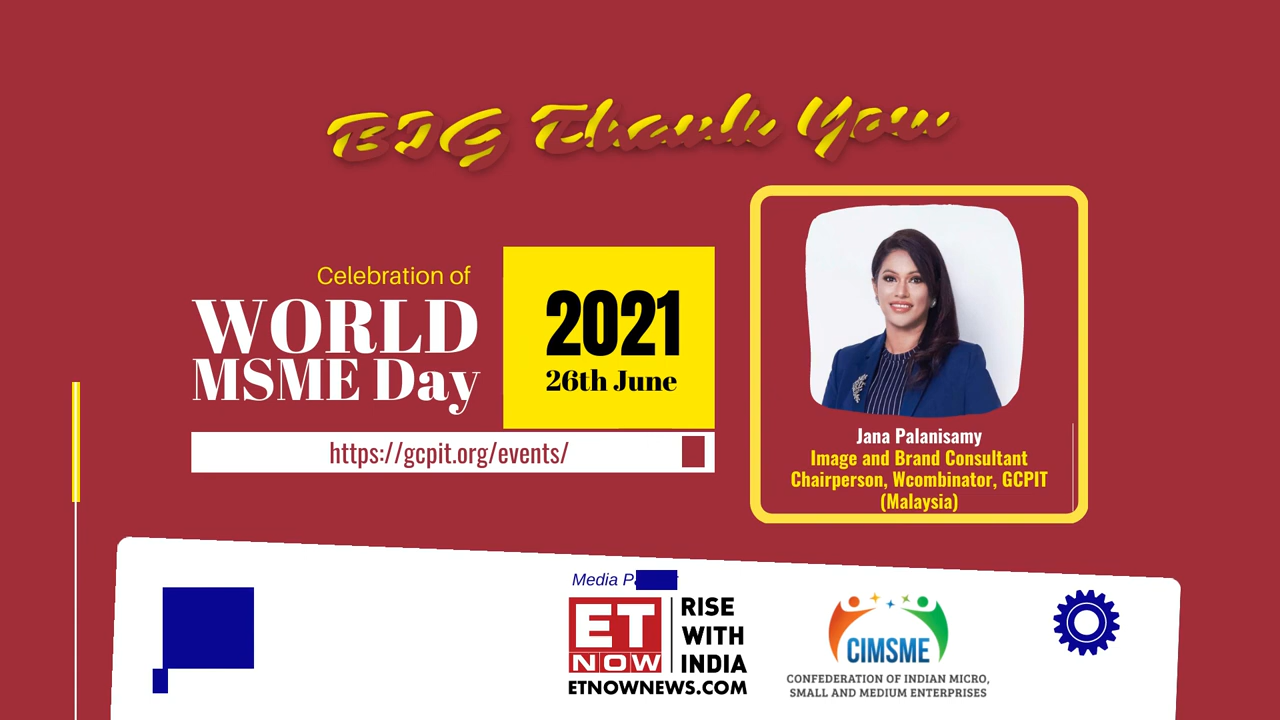 BIG Thank You
Celebration of
WORLD
MSME Day
2021
26th June
https://gcpit.org/events/
Jana Palanisamy
Image and Brand Consultant
Chairperson, Wcombinator, GCPIT
(Malaysia)
Media
ET
NOW
RISE
WITH
INDIA
ETNOWNEWS.COM
CIMSME
CONFEDERATION OF INDIAN MICRO,
SMALL AND MEDIUM ENTERPRISES